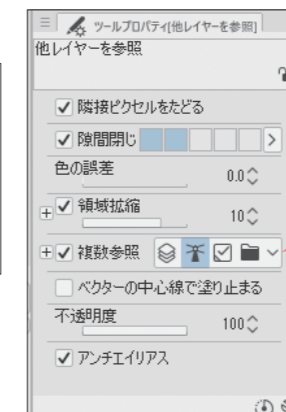 ツールプロパティ[他レイヤーを参照]
他レイヤーを参照
隣接ピクセルをたどる
隙間閉じ
色の誤差 0.0
領域拡縮 10
複数参照
ベクターの中心線で塗り止まる
不透明度 100
アンチエイリアス